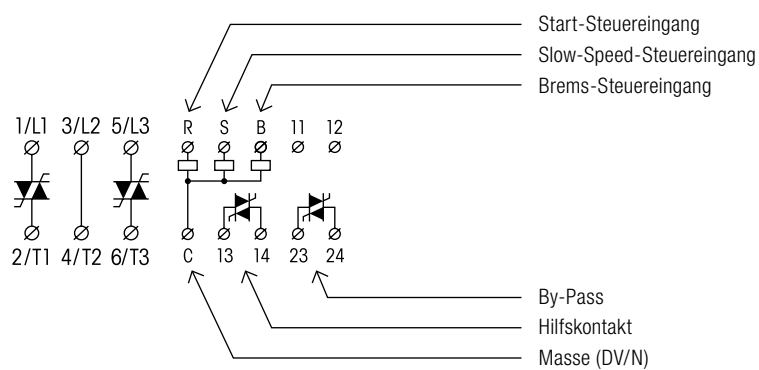 Start-Steuereingang
Slow-Speed-Steuereingang
Brems-Steuereingang
1/L1 3/L2 5/L3 R S B 11 12
2/T1 4/T2 6/T3 C 13 14 23 24
By-Pass
Hilfskontakt
Masse (DV/N)